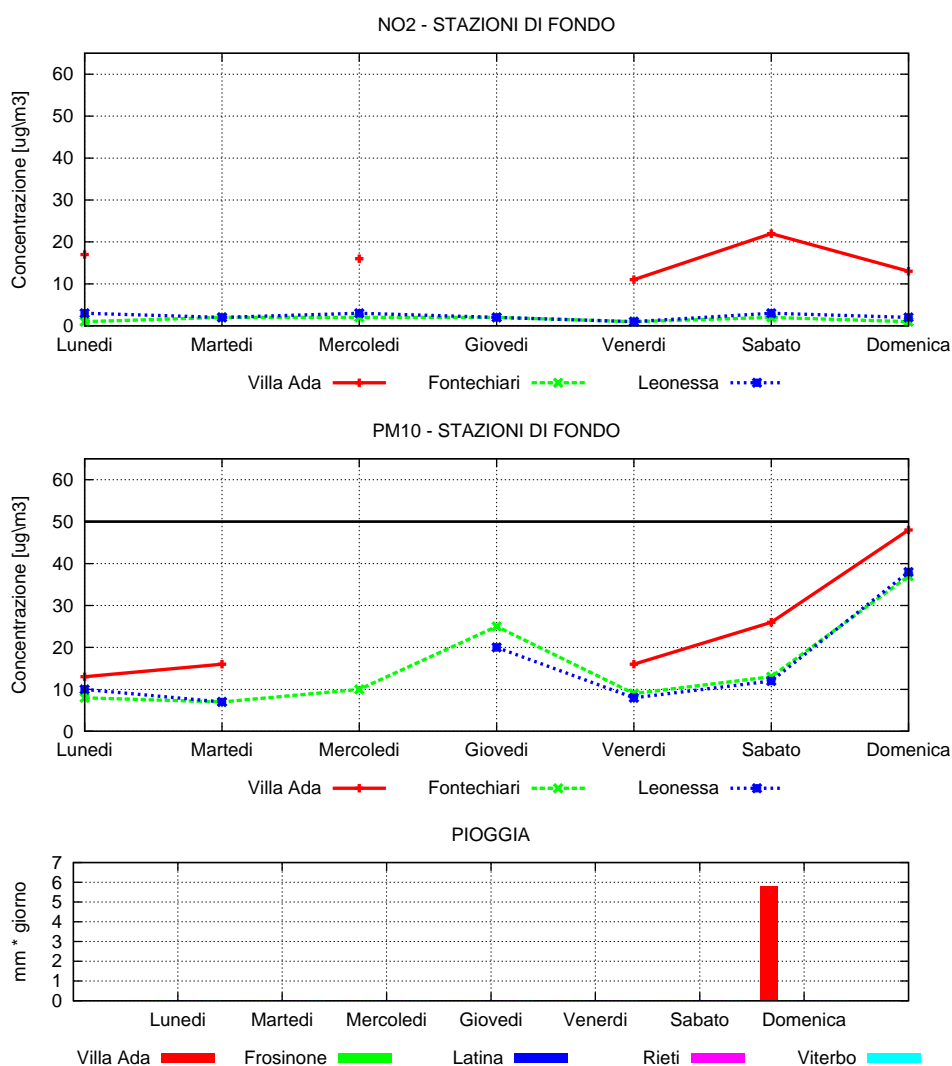 NO2 - STAZIONI DI FONDO
Concentrazione [ug\m3]
60
50
40
30
20
10
0
Lunedi Martedi Mercoledi Giovedi Venerdi Sabato Domenica
Villa Ada Fontechiari Leonessa
PM10 - STAZIONI DI FONDO
Concentrazione [ug\m3]
60
50
40
30
20
10
0
Lunedi Martedi Mercoledi Giovedi Venerdi Sabato Domenica
Villa Ada Fontechiari Leonessa
PIOGGIA
mm * giorno
7
6
5
4
3
2
1
0
Lunedi Martedi Mercoledi Giovedi Venerdi Sabato Domenica
Villa Ada Frosinone Latina Rieti Viterbo